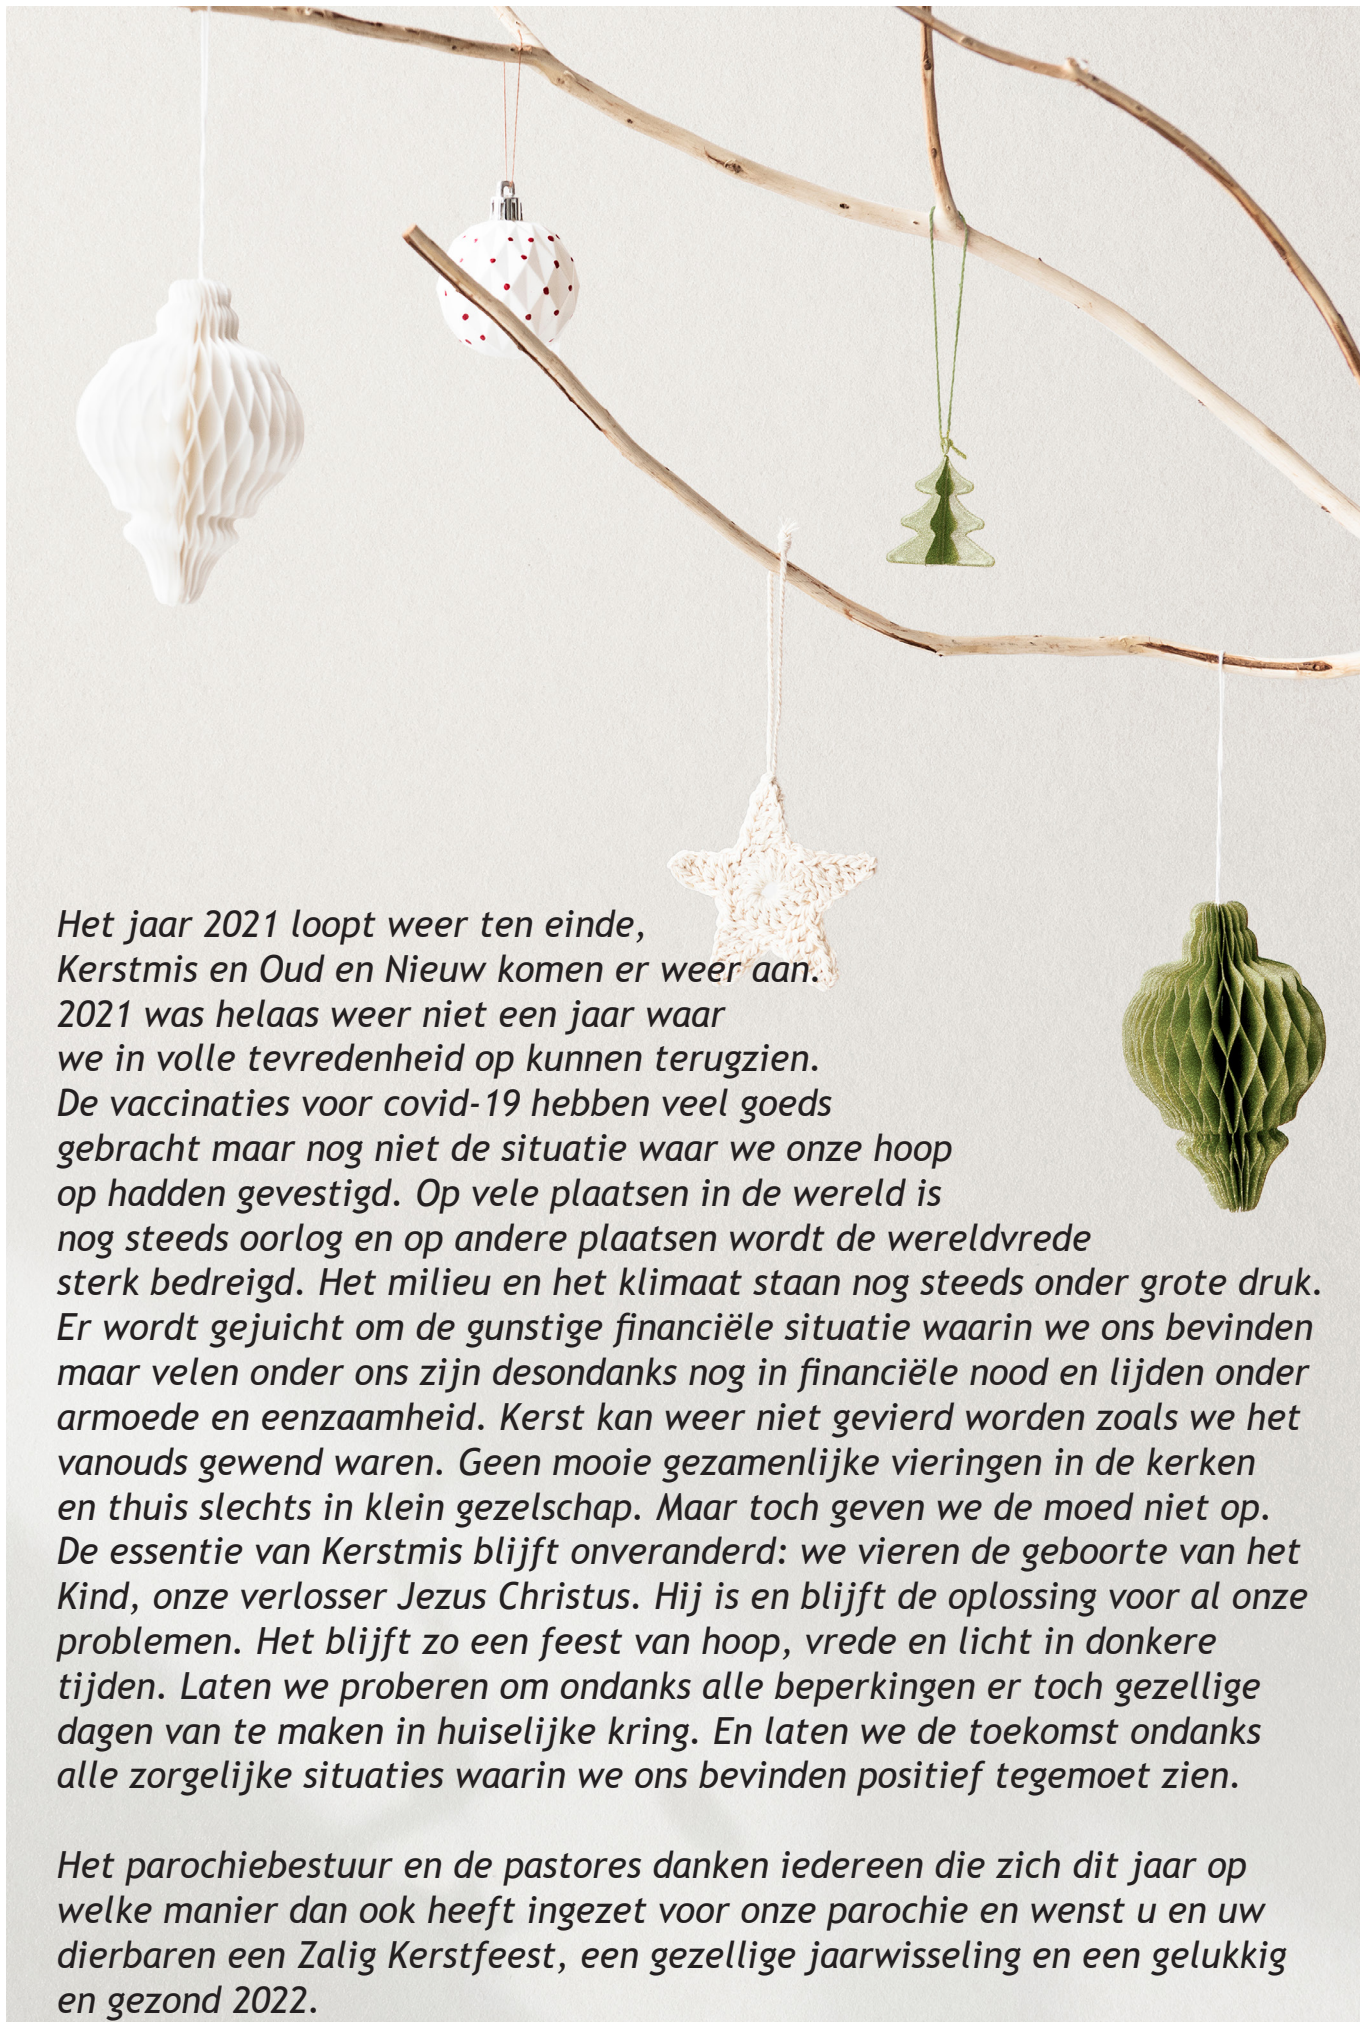 Het jaar 2021 loopt weer ten einde,
Kerstmis en Oud en Nieuw komen er weer aan.
2021 was helaas weer niet een jaar waar
we in volle tevredenheid op kunnen terugzien.
De vaccinaties voor covid-19 hebben veel goeds
gebracht maar nog niet de situatie waar we onze hoop
op hadden gevestigd. Op vele plaatsen in de wereld is
nog steeds oorlog en op andere plaatsen wordt de wereldvrede
sterk bedreigd. Het milieu en het klimaat staan nog steeds onder grote druk.
Er wordt gejuicht om de gunstige financiële situatie waarin we ons bevinden
maar velen onder ons zijn desondanks nog in financiële nood en lijden onder
armoede en eenzaamheid. Kerst kan weer niet gevierd worden zoals we het
vanouds gewend waren. Geen mooie gezamenlijke vieringen in de kerken
en thuis slechts in klein gezelschap. Maar toch geven we de moed niet op.
De essentie van Kerstmis blijft onveranderd: we vieren de geboorte van het
Kind, onze verlosser Jezus Christus. Hij is en blijft de oplossing voor al onze
problemen. Het blijft zo een feest van hoop, vrede en licht in donkere
tijden. Laten we proberen om ondanks alle beperkingen er toch gezellige
dagen van te maken in huiselijke kring. En laten we de toekomst ondanks
alle zorgelijke situaties waarin we ons bevinden positief tegemoet zien.
Het parochiebestuur en de pastores danken iedereen die zich dit jaar op
welke manier dan ook heeft ingezet voor onze parochie en wenst u en uw
dierbaren een Zalig Kerstfeest, een gezellige jaarwisseling en een gelukkig
en gezond 2022.